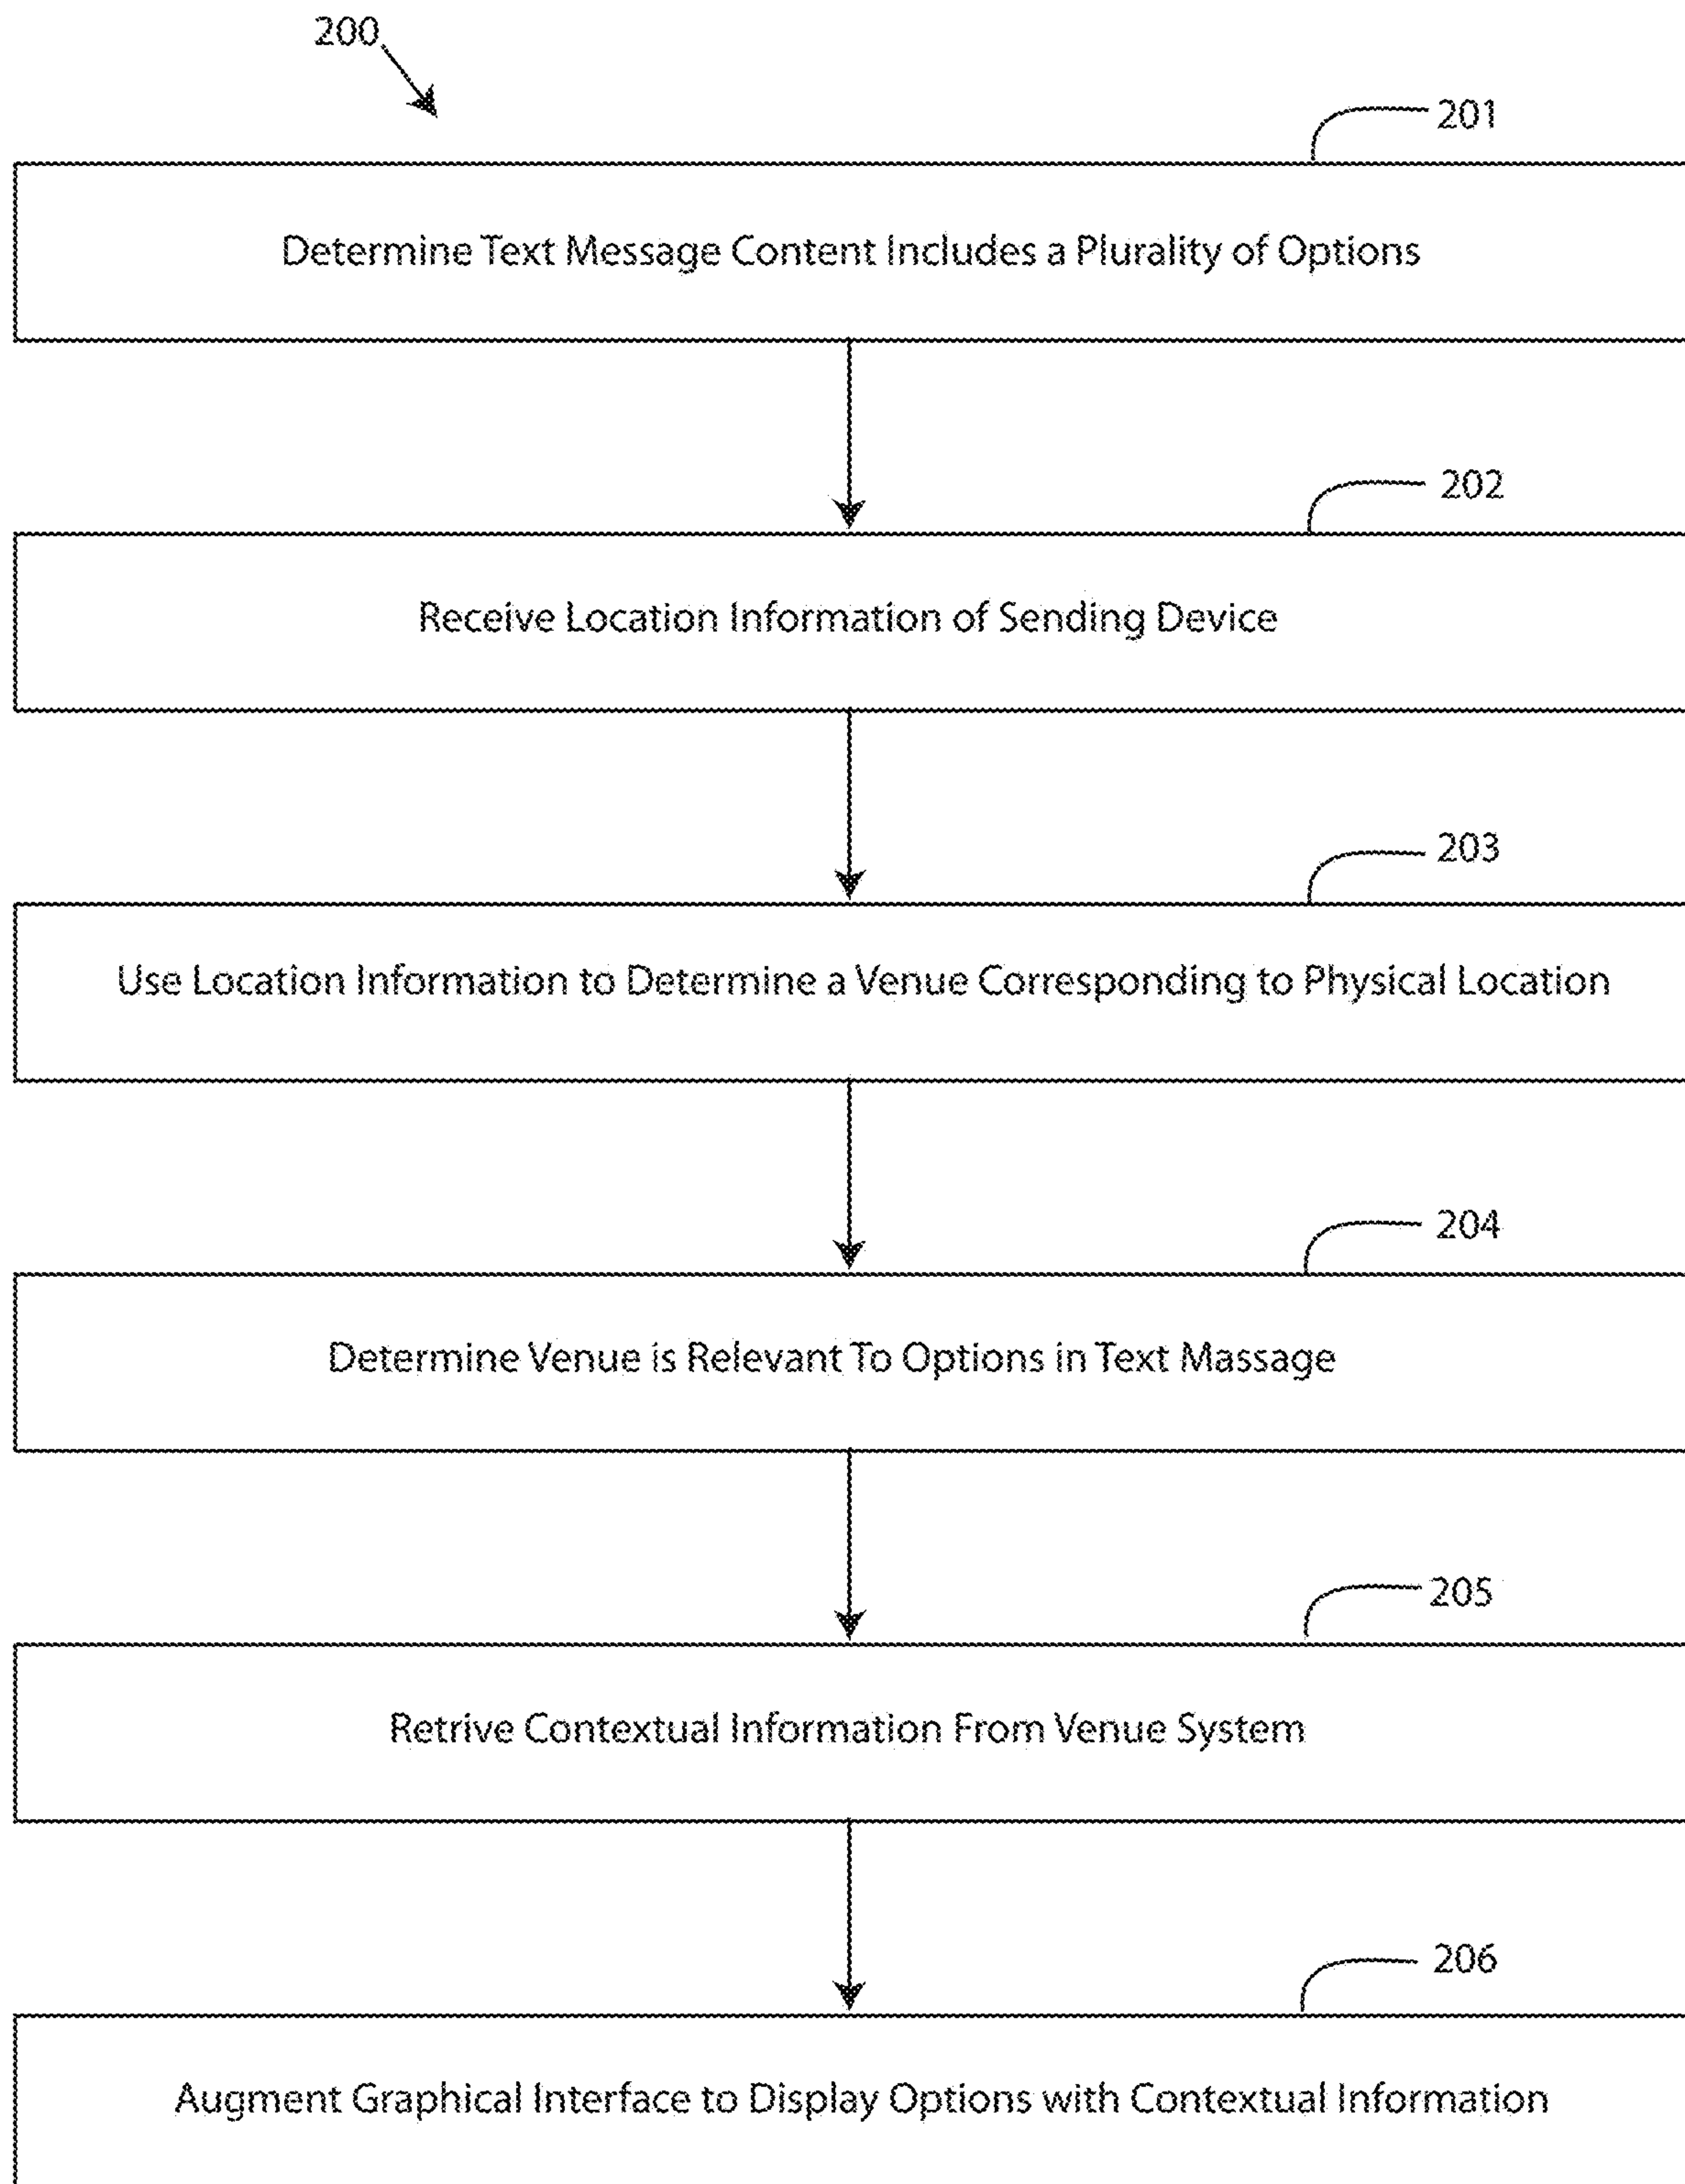 200
201
Determine Text Message Content Includes a Plurality of Options
202
Receive Location Information of Sending Device
203
Use Location Information to Determine a Venue Corresponding to Physical Location
204
Determine Venue is Relevant To Options in Text Massage
205
Retrive Contextual Information From Venue System
206
Augment Graphical Interface to Display Options with Contextual Information